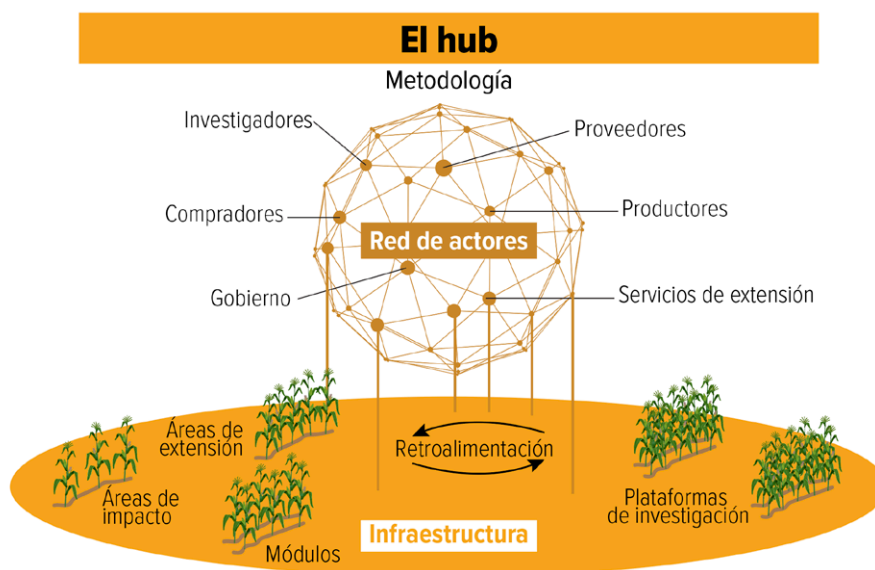 El hub
Metodología
Investigadores
Proveedores
Compradores
Productores
Red de actores
Gobierno
Servicios de extensión
Áreas de
extensión
Retroalimentación
Áreas de
impacto
Plataformas
de investigación
Módulos
Infraestructura